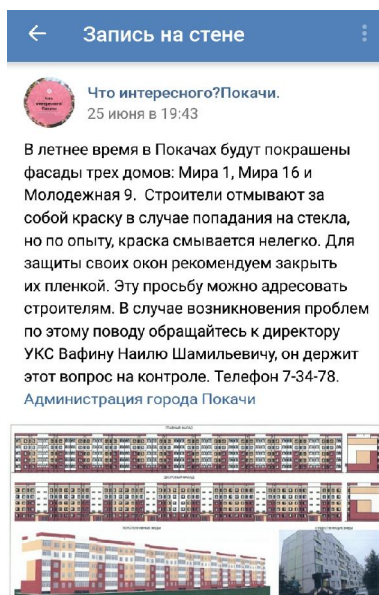 Запись на стене
Что интересного?Покачи.
25 июня в 19:43
В летнее время в Покачах будут покрашены
фасады трех домов: Мира 1, Мира 16 и
Молодежная 9. Строители отмывают за
собой краску в случае попадания на стекла,
но по опыту, краска смывается нелегко. Для
защиты своих окон рекомендуем закрыть
их пленкой. Эту просьбу можно адресовать
строителям. В случае возникновения проблем
по этому поводу обращайтесь к директору
УКС Вафину Наилю Шамильевичу, он держит
этот вопрос на контроле. Телефон 7-34-78.
Администрация города Покачи